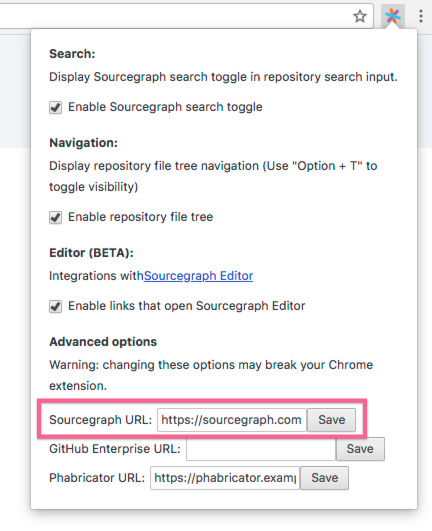 Search:
Display Sourcegraph search toggle in repository search input.
Enable Sourcegraph search toggle
Navigation:
Display repository file tree navigation (Use "Option + T" to
toggle visibility)
Enable repository file tree
Editor (BETA):
Integrations withSourcegraph Editor
Enable links that open Sourcegraph Editor
Advanced options
Warning: changing these options may break your Chrome
extension.
Sourcegraph URL: https://sourcegraph.com Save
GitHub Enterprise URL: Save
Phabricator URL: https://phabricator.examp Save